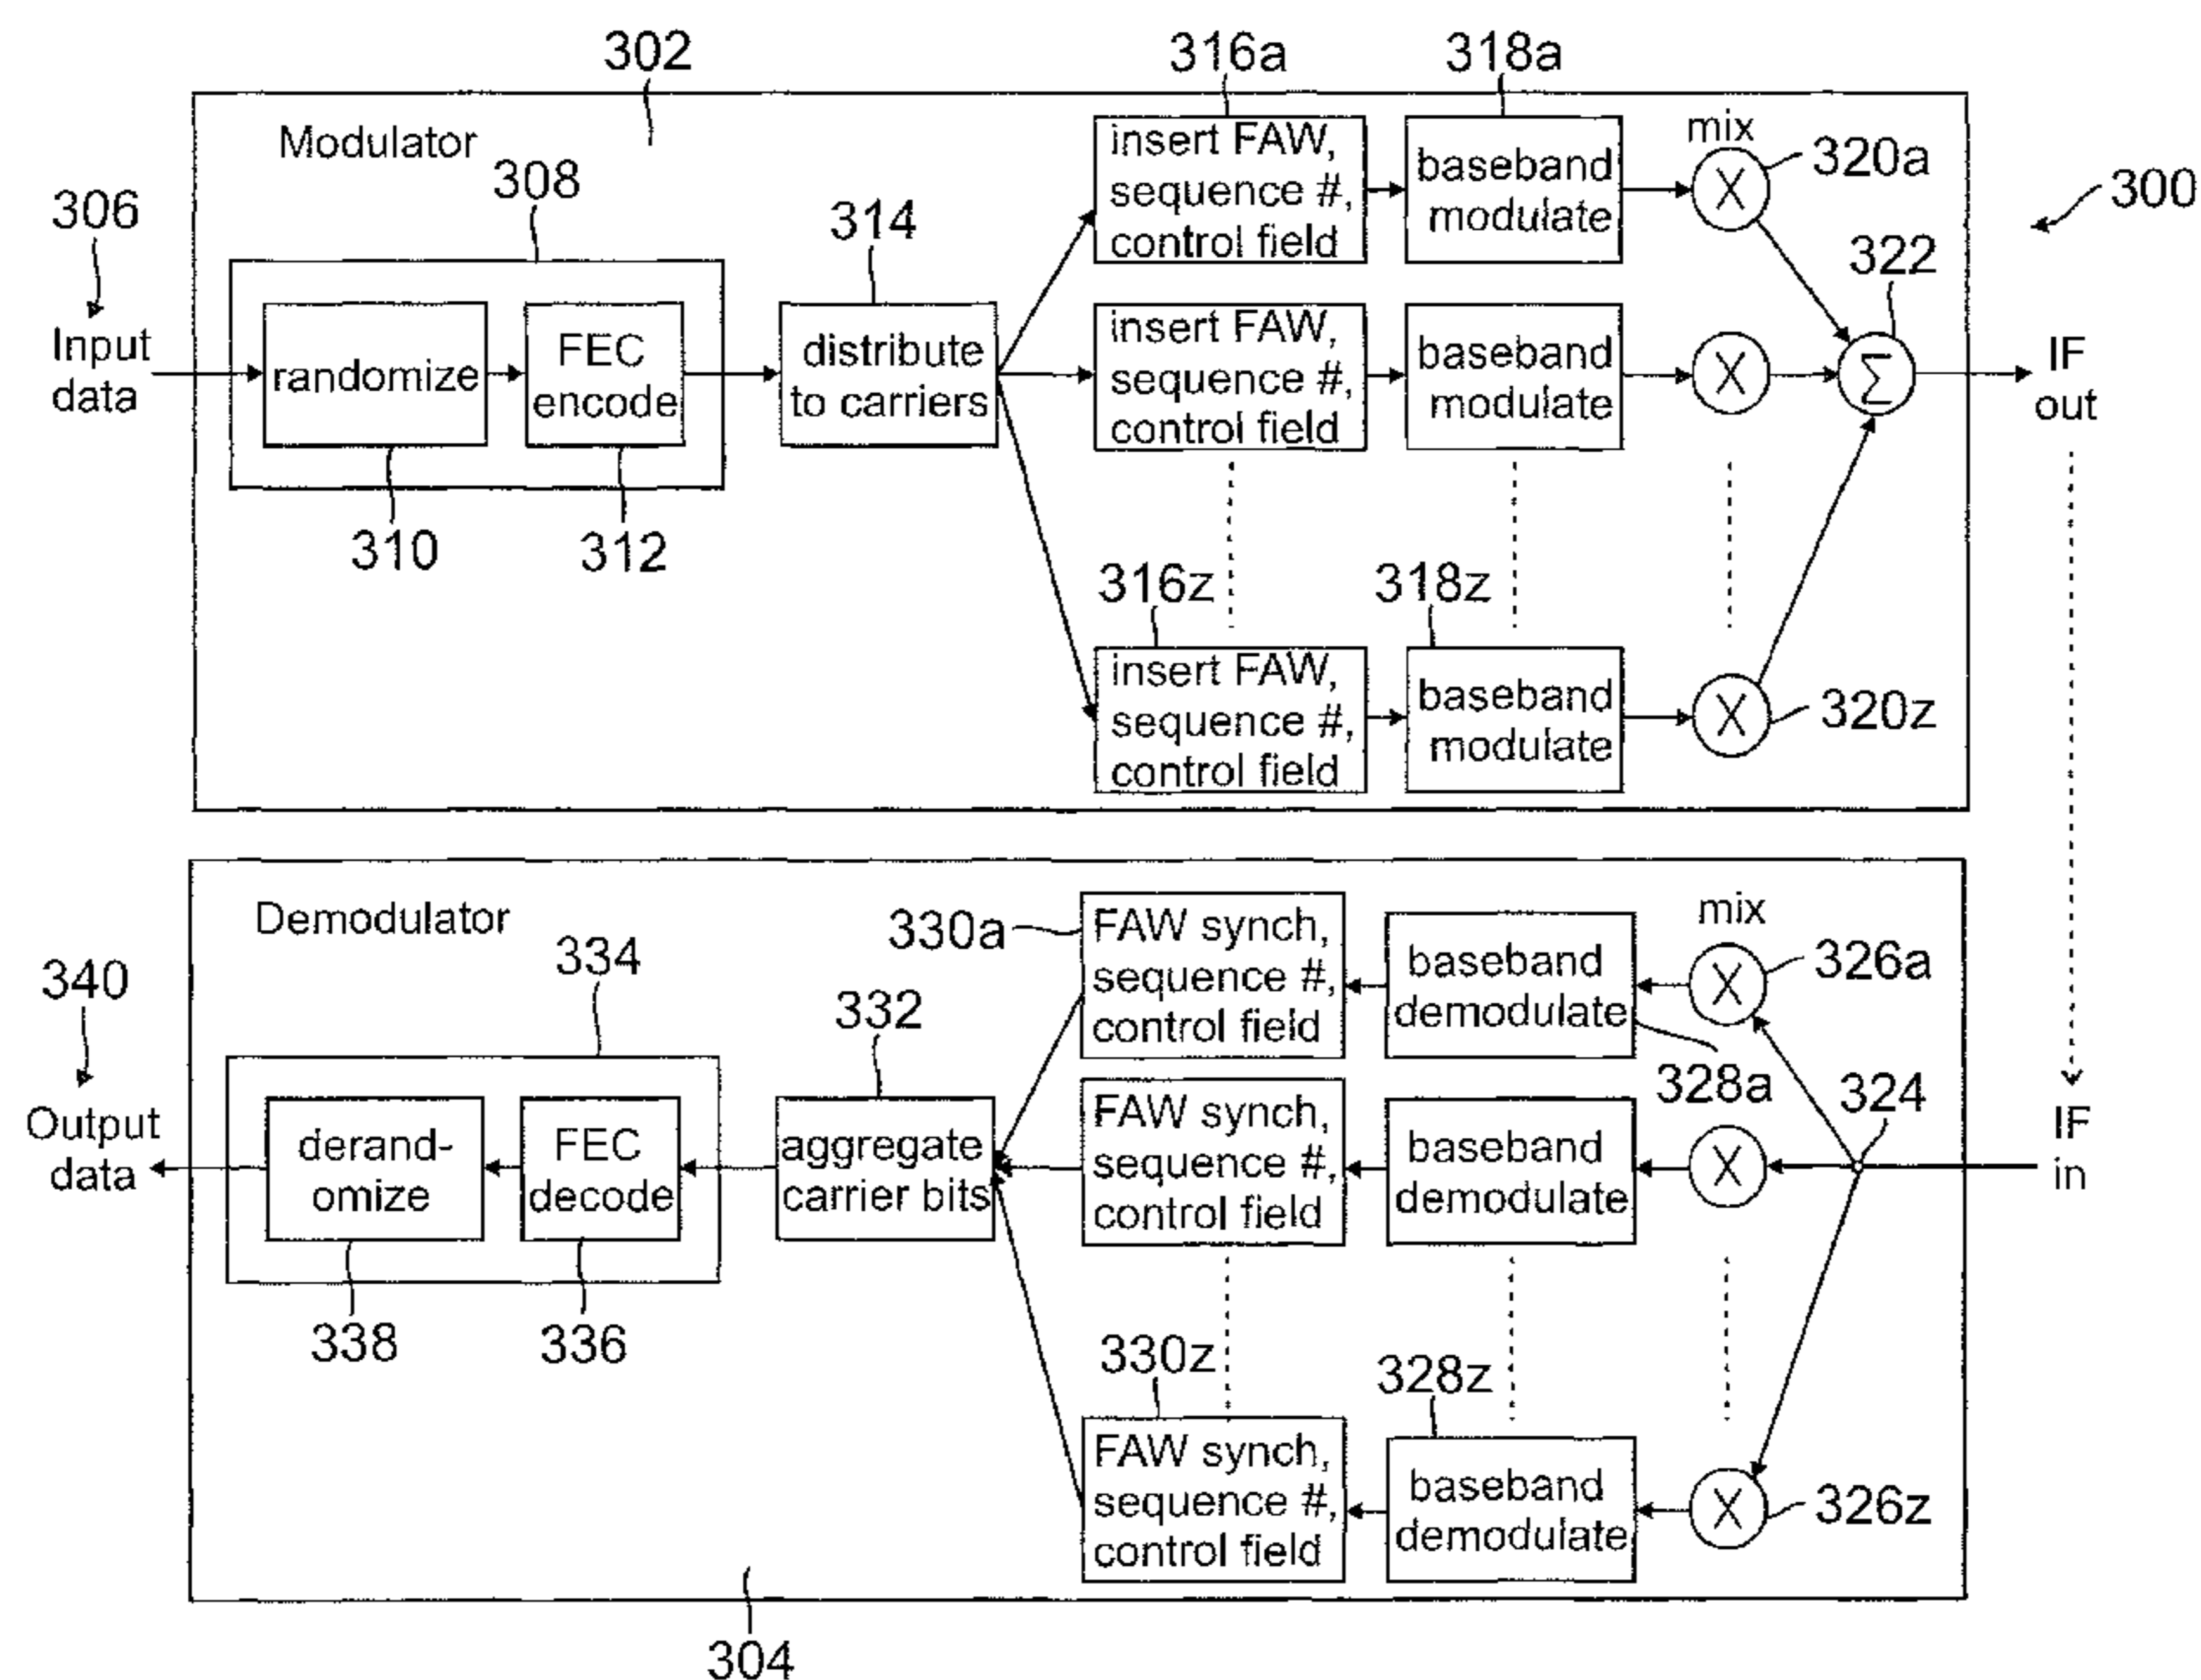 302
316a
318a
Modulator
mix
320a
300
306
308
314
322
Input
data
randomize
FEC
encode
distribute
to carriers
insert FAW,
sequence #,
control field
baseband
modulate
X
insert FAW,
sequence #,
control field
baseband
modulate
X
Σ
IF
out
310
312
316z
318z
insert FAW,
sequence #,
control field
baseband
modulate
X
320z
Demodulator
mix
330a
FAW synch,
sequence #,
control field
baseband
demodulate
X
326a
328a
340
334
332
324
Output
data
derand-
omize
FEC
decode
aggregate
carrier bits
FAW synch,
sequence #,
control field
baseband
demodulate
X
IF
in
338
336
330z
328z
FAW synch,
sequence #,
control field
baseband
demodulate
X
326z
304